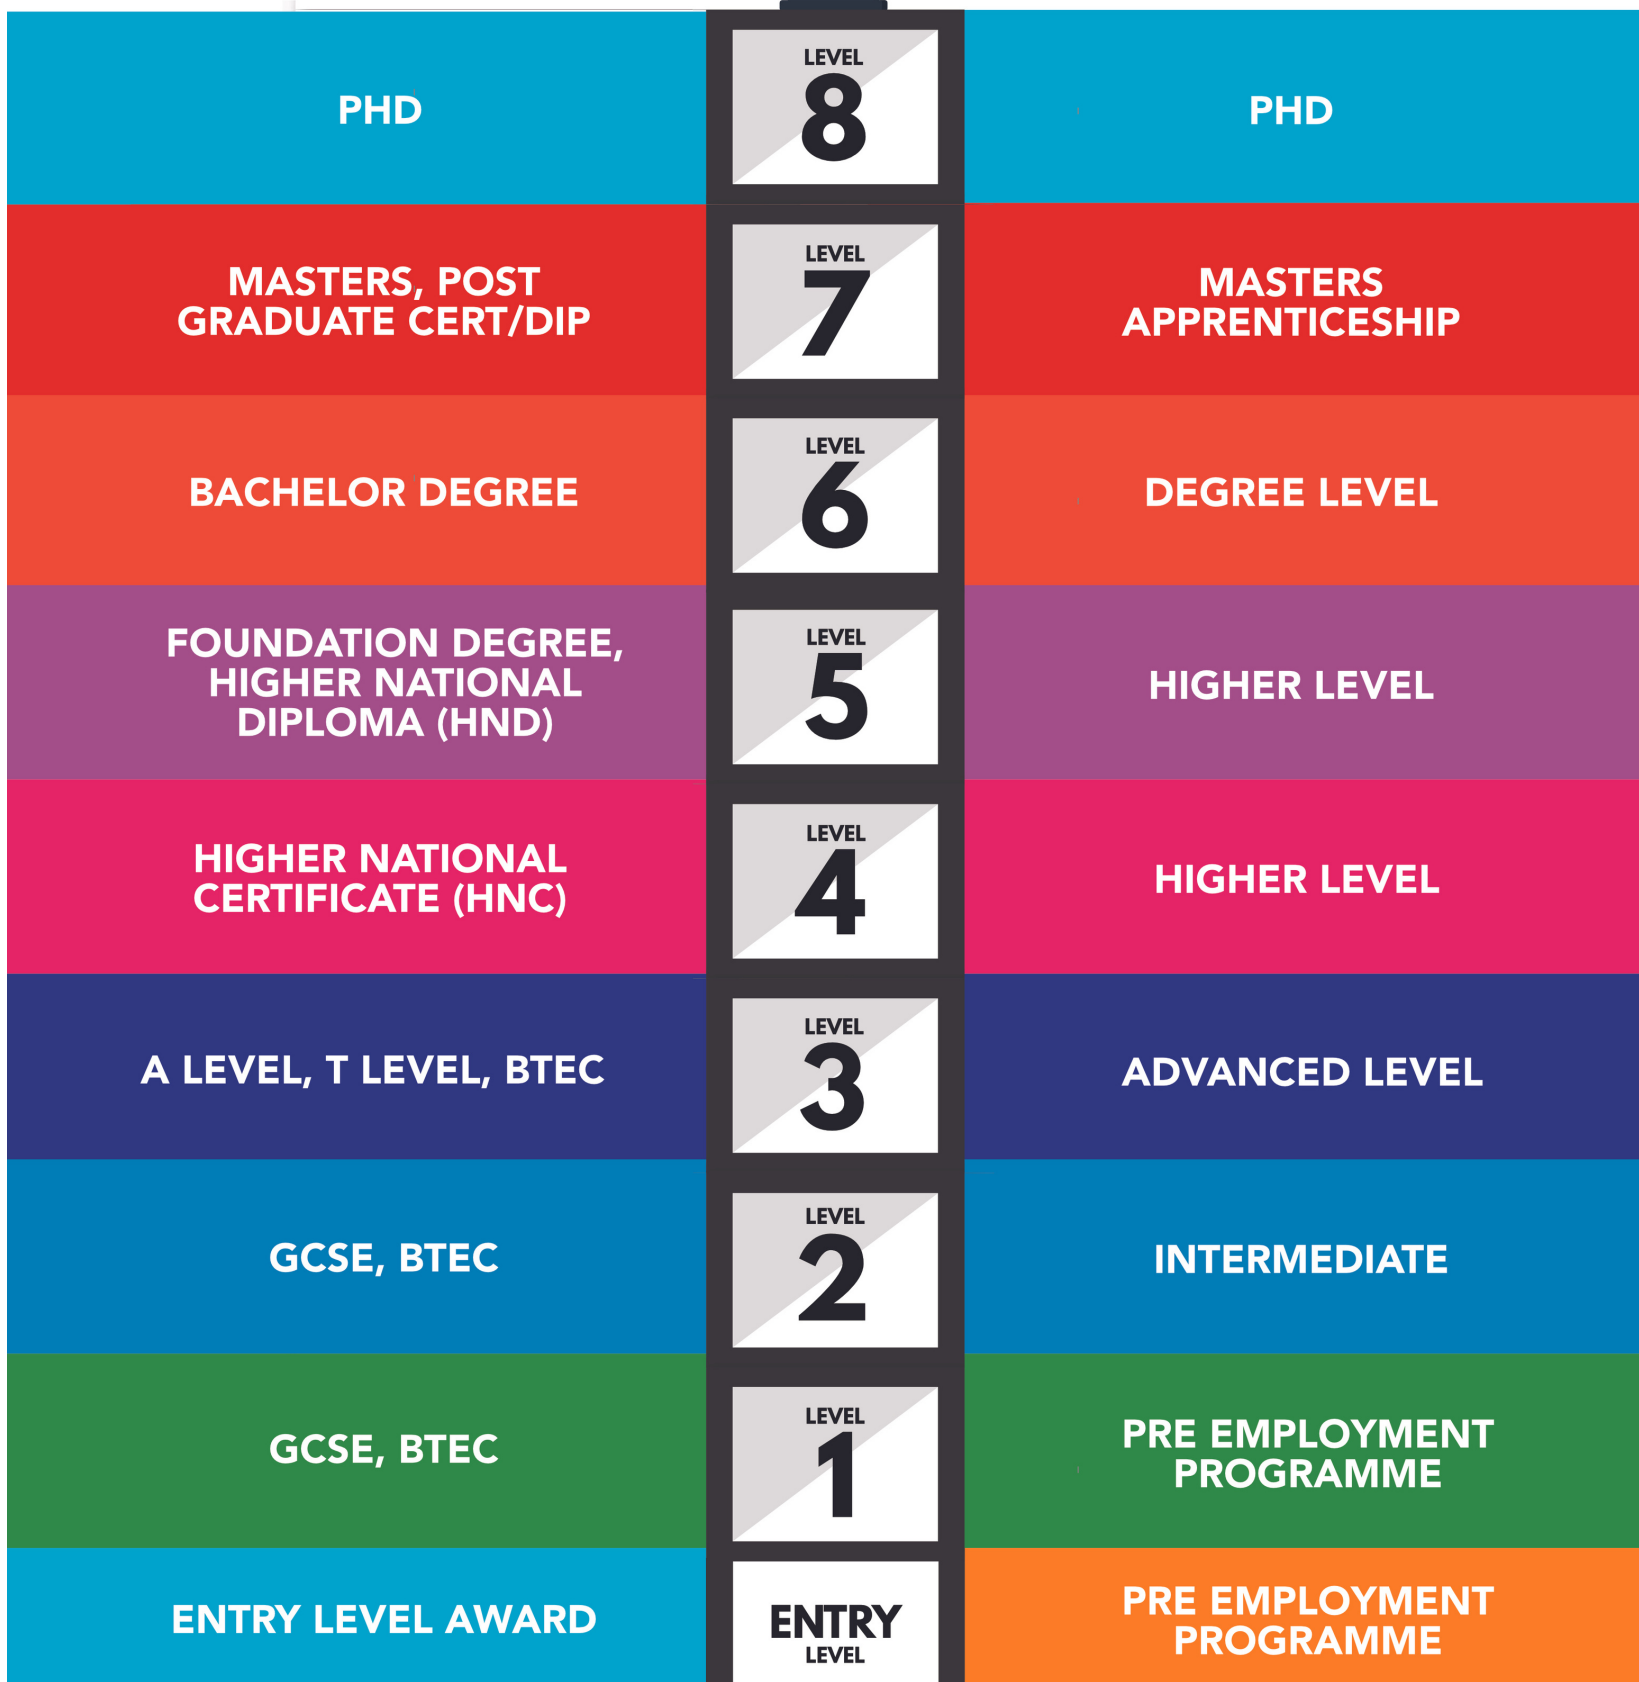 PHD
LEVEL
8
PHD
MASTERS, POST
GRADUATE CERT/DIP
LEVEL
7
MASTERS
APPRENTICESHIP
BACHELOR DEGREE
LEVEL
6
DEGREE LEVEL
FOUNDATION DEGREE,
HIGHER NATIONAL
DIPLOMA (HND)
LEVEL
5
HIGHER LEVEL
HIGHER NATIONAL
CERTIFICATE (HNC)
LEVEL
4
HIGHER LEVEL
A LEVEL, T LEVEL, BTEC
LEVEL
3
ADVANCED LEVEL
GCSE, BTEC
LEVEL
2
INTERMEDIATE
GCSE, BTEC
LEVEL
1
PRE EMPLOYMENT
PROGRAMME
ENTRY LEVEL AWARD
ENTRY
LEVEL
PRE EMPLOYMENT
PROGRAMME